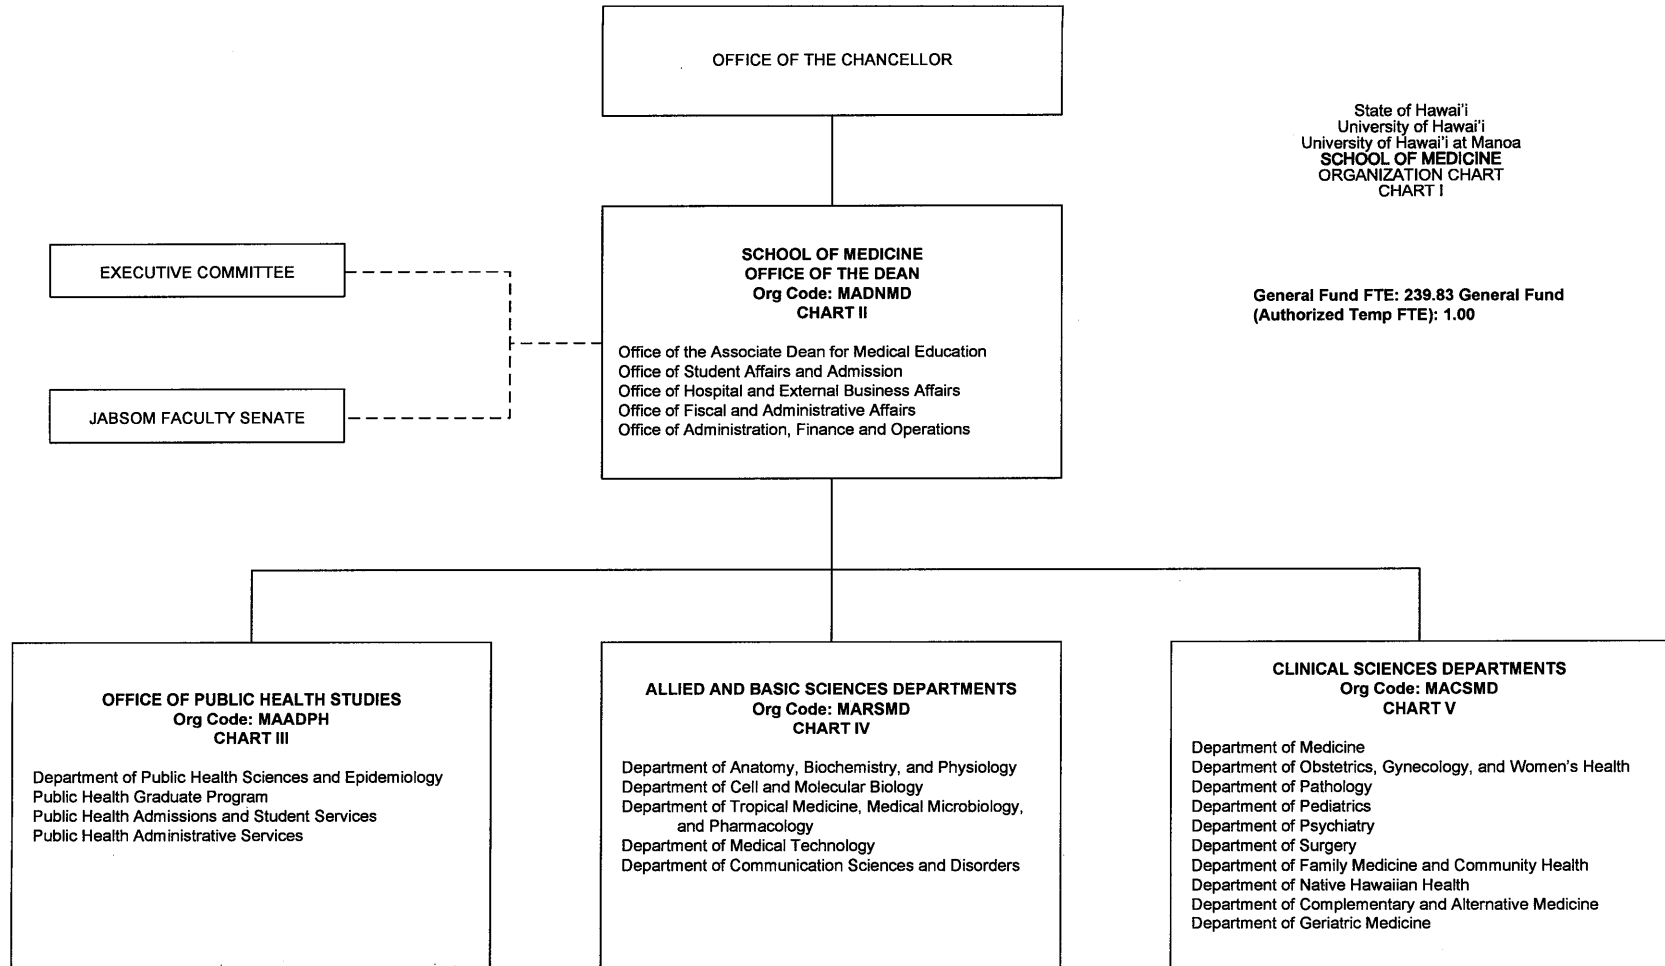 OFFICE OF THE CHANCELLOR
State of Hawai'i
University of Hawai'i
University of Hawai'i at Manoa
SCHOOL OF MEDICINE
ORGANIZATION CHART
CHART I
General Fund FTE: 239.83 General Fund
(Authorized Temp FTE): 1.00
EXECUTIVE COMMITTEE
JABSOM FACULTY SENATE
SCHOOL OF MEDICINE
OFFICE OF THE DEAN
Org Code: MADNMD
CHART II
Office of the Associate Dean for Medical Education
Office of Student Affairs and Admission
Office of Hospital and External Business Affairs
Office of Fiscal and Administrative Affairs
Office of Administration, Finance and Operations
OFFICE OF PUBLIC HEALTH STUDIES
Org Code: MAADPH
CHART III
Department of Public Health Sciences and Epidemiology
Public Health Graduate Program
Public Health Admissions and Student Services
Public Health Administrative Services
ALLIED AND BASIC SCIENCES DEPARTMENTS
Org Code: MARSMD
CHART IV
Department of Anatomy, Biochemistry, and Physiology
Department of Cell and Molecular Biology
Department of Tropical Medicine, Medical Microbiology,
and Pharmacology
Department of Medical Technology
Department of Communication Sciences and Disorders
CLINICAL SCIENCES DEPARTMENTS
Org Code: MACSMD
CHART V
Department of Medicine
Department of Obstetrics, Gynecology, and Women's Health
Department of Pathology
Department of Pediatrics
Department of Psychiatry
Department of Surgery
Department of Family Medicine and Community Health
Department of Native Hawaiian Health
Department of Complementary and Alternative Medicine
Department of Geriatric Medicine